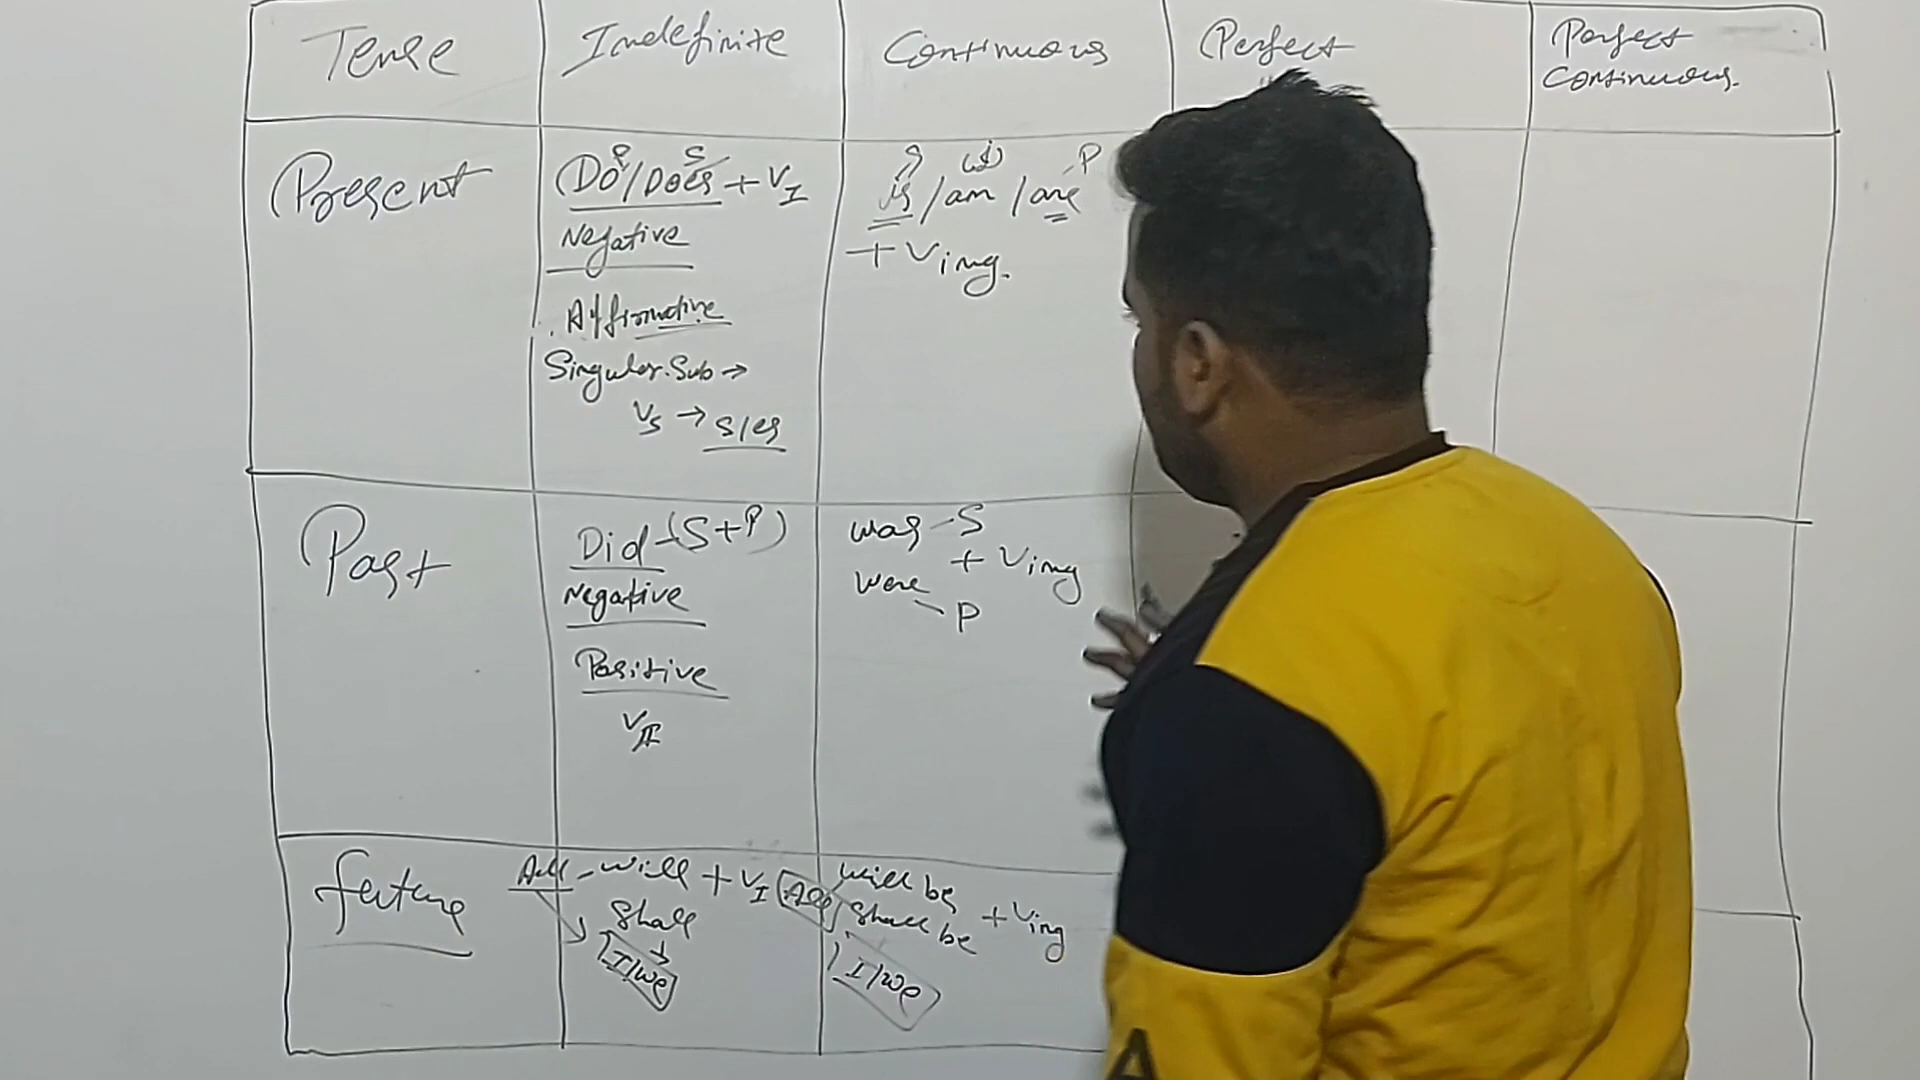 Tense Indefinite Continuous Perfect Perfect
Continuous.
Present
P S
Do/Does + VI
Negative
Affirmative
Singular. Sub →
Vs → s/es
S (I) P
is/am/are
+ Ving.
Past
Did - (S+P)
Negative
Positive
VII
was - S
+ Ving
were - P
future
All - will + VI
Shall
I/we
All will be
Shall be + Ving
I/we
A